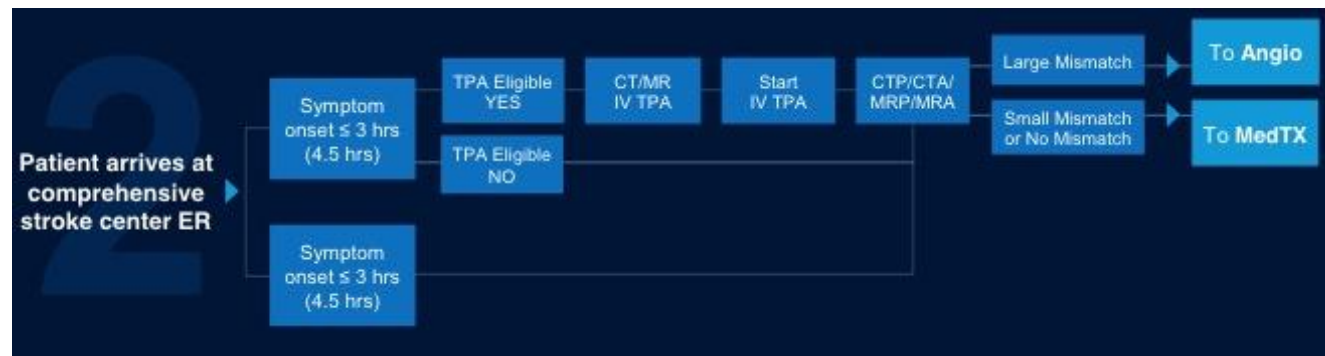 2
Patient arrives at
comprehensive
stroke center ER
Symptom
onset ≤ 3 hrs
(4.5 hrs)
TPA Eligible
YES
CT/MR
IV TPA
Start
IV TPA
CTP/CTA/
MRP/MRA
Large Mismatch
To Angio
Small Mismatch
or No Mismatch
To MedTX
TPA Eligible
NO
Symptom
onset ≤ 3 hrs
(4.5 hrs)